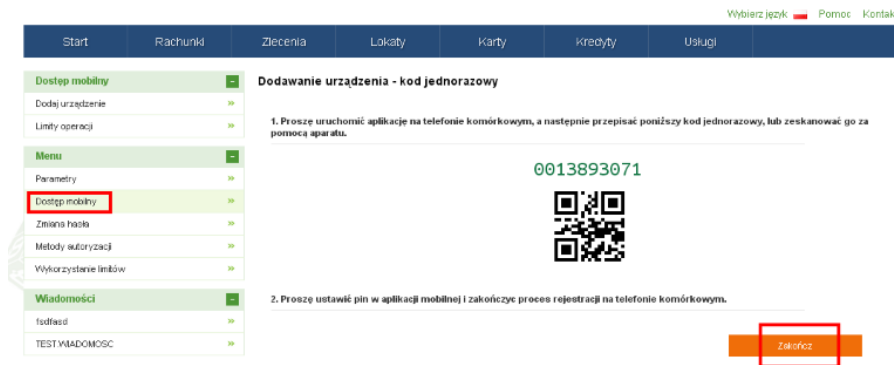 Wybierz język Pomoc Kontak
Start Rachunki Zlecenia Lokaty Karty Kredyty Usługi
Dostęp mobilny
Dodaj urządzenie
Limity operacji
Menu
Parametry
Dostęp mobilny
Zmiana hasła
Metody autoryzacji
Wykorzystanie limitów
Wiadomości
fsdfasd
TEST.WIADOMOSC
Dodawanie urządzenia - kod jednorazowy
1. Proszę uruchomić aplikację na telefonie komórkowym, a następnie przepisać poniższy kod jednorazowy, lub zeskanować go za
pomocą aparatu.
0013893071
2. Proszę ustawić pin w aplikacji mobilnej i zakończyc proces rejestracji na telefonie komórkowym.
Zakończ